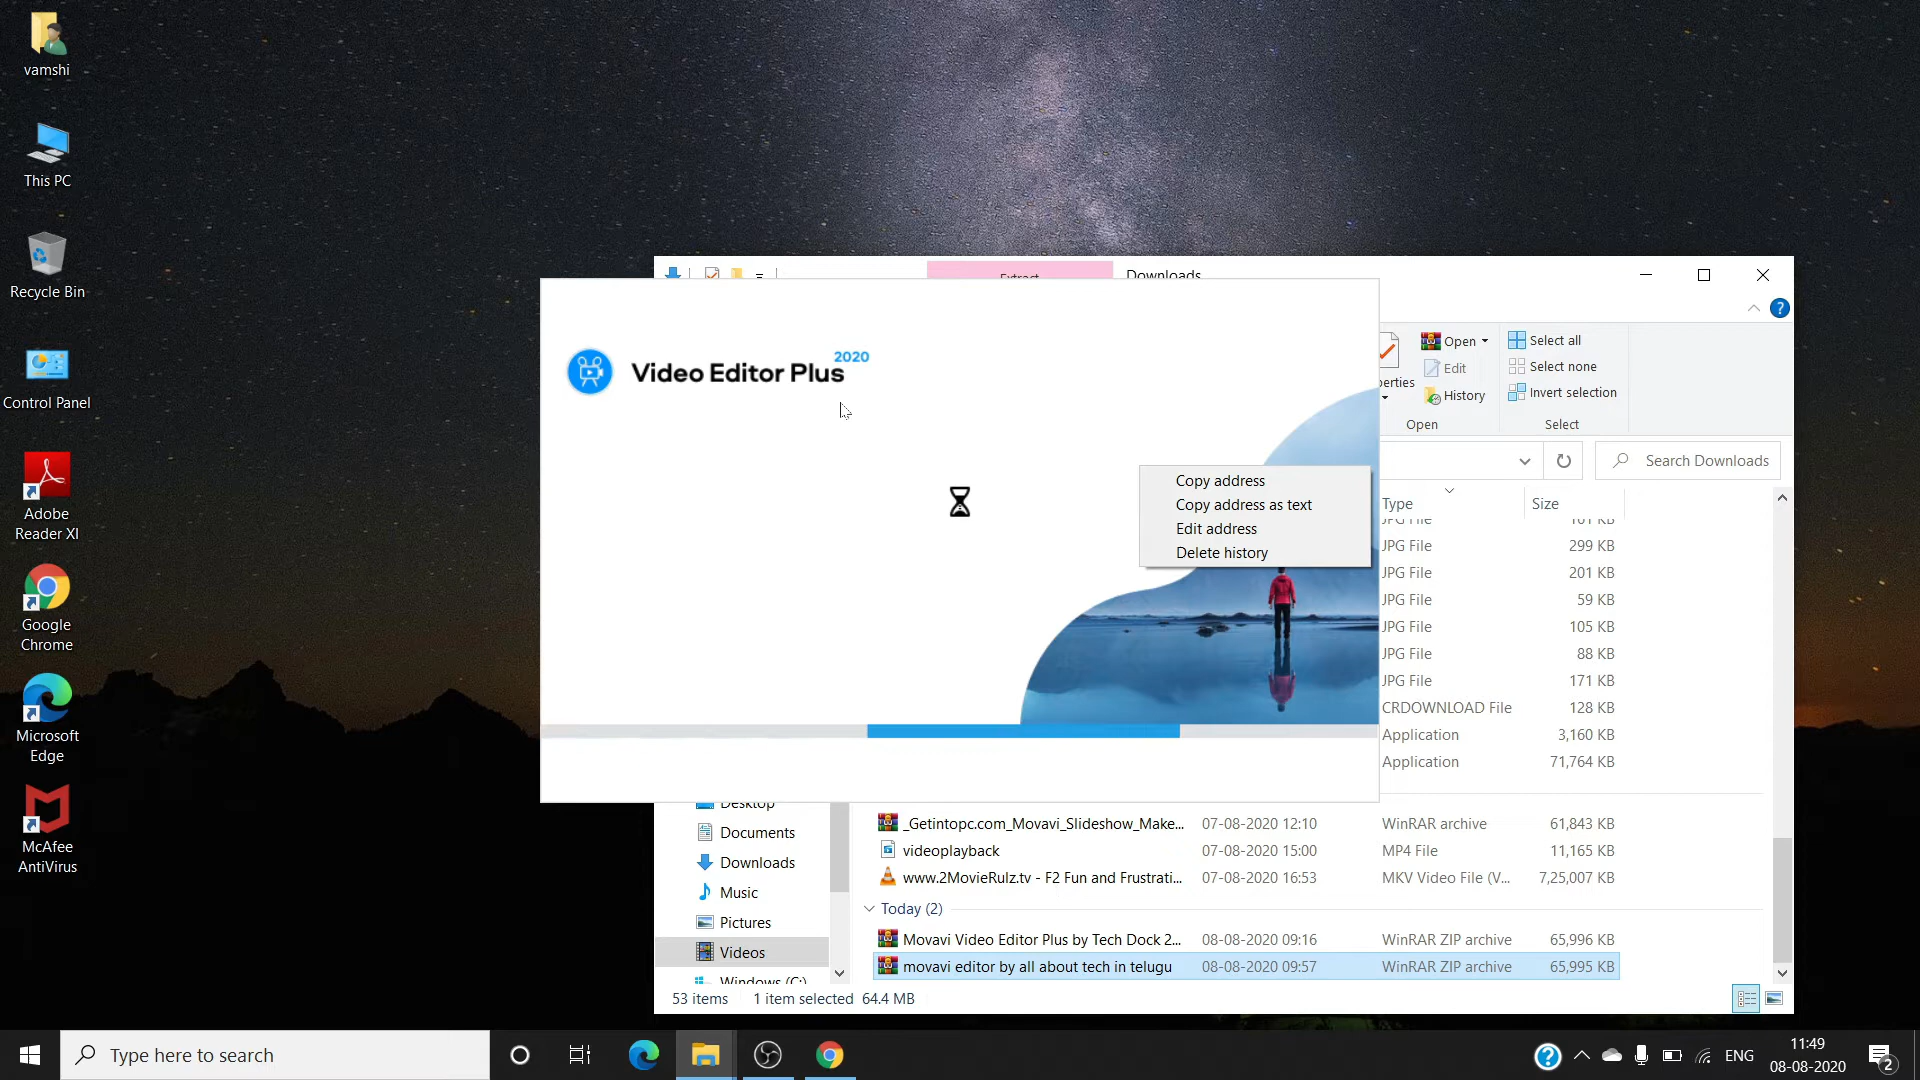 vamshi
This PC
Recycle Bin
Control Panel
Adobe
Reader XI
Google
Chrome
Microsoft
Edge
McAfee
AntiVirus
Extract
Downloads
Video Editor Plus 2020
Open
Edit
History
Open
Select all
Select none
Invert selection
Select
erties
Search Downloads
Copy address
Copy address as text
Edit address
Delete history
Type Size
JPG File 101 KB
JPG File 299 KB
JPG File 201 KB
JPG File 59 KB
JPG File 105 KB
JPG File 88 KB
JPG File 171 KB
CRDOWNLOAD File 128 KB
Application 3,160 KB
Application 71,764 KB
Desktop
Documents
Downloads
Music
Pictures
Videos
Windows (C:)
_Getintopc.com_Movavi_Slideshow_Make... 07-08-2020 12:10 WinRAR archive 61,843 KB
videoplayback 07-08-2020 15:00 MP4 File 11,165 KB
www.2MovieRulz.tv - F2 Fun and Frustrati... 07-08-2020 16:53 MKV Video File (V... 7,25,007 KB
Today (2)
Movavi Video Editor Plus by Tech Dock 2... 08-08-2020 09:16 WinRAR ZIP archive 65,996 KB
movavi editor by all about tech in telugu 08-08-2020 09:57 WinRAR ZIP archive 65,995 KB
53 items 1 item selected 64.4 MB
Type here to search
ENG
11:49
08-08-2020
2